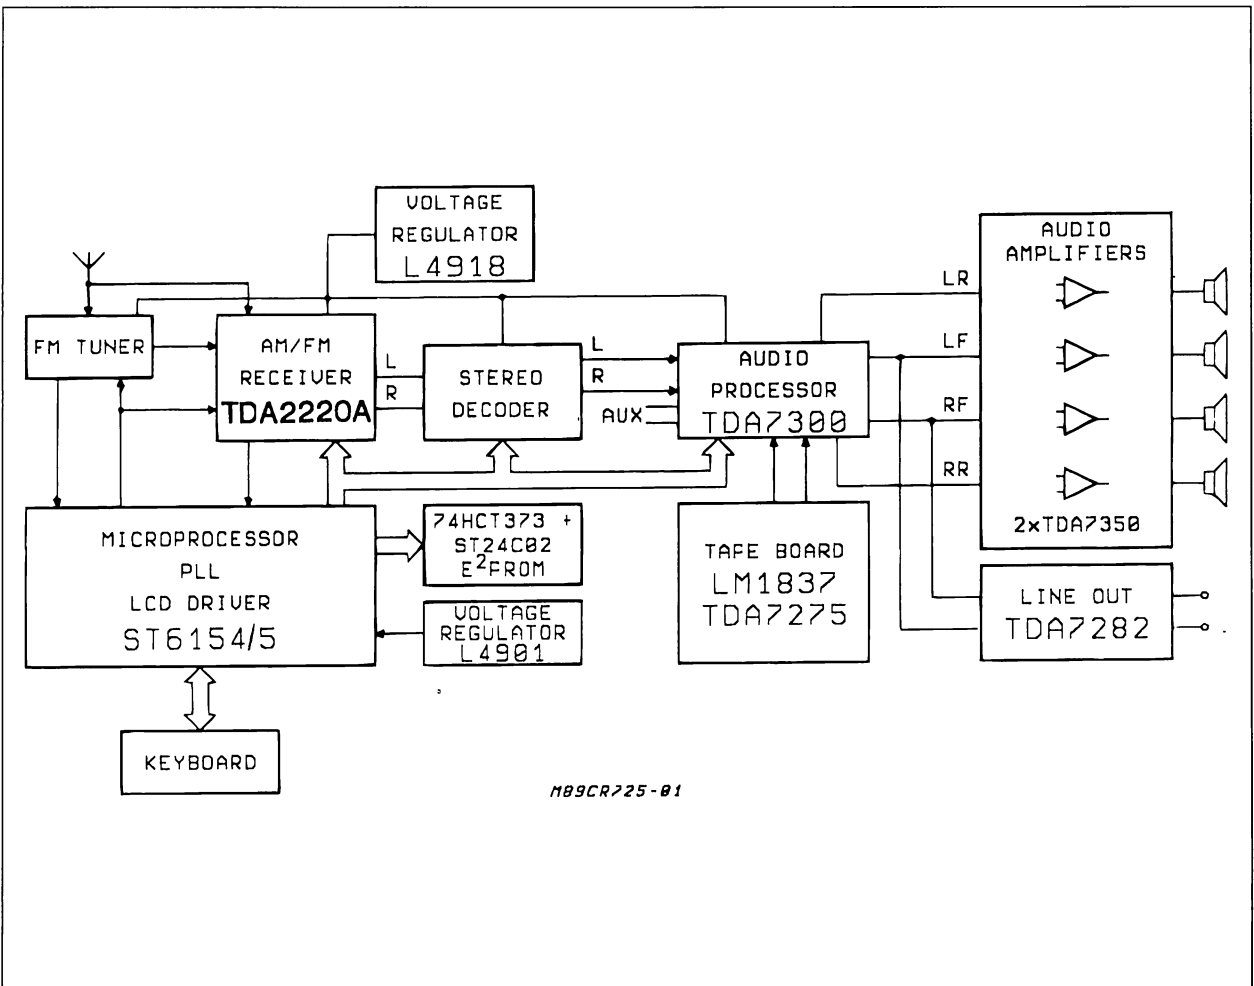 VOLTAGE
REGULATOR
L4918
AUDIO
AMPLIFIERS
LR
LF
RF
RR
2xTDA7350
FM TUNER
AM/FM
RECEIVER
TDA2220A
L
R
STEREO
DECODER
L
R
AUX
AUDIO
PROCESSOR
TDA7300
MICROPROCESSOR
PLL
LCD DRIVER
ST6154/5
74HCT373 +
ST24C02
E²FROM
VOLTAGE
REGULATOR
L4901
TAPE BOARD
LM1837
TDA7275
LINE OUT
TDA7282
KEYBOARD
M89CR725-01